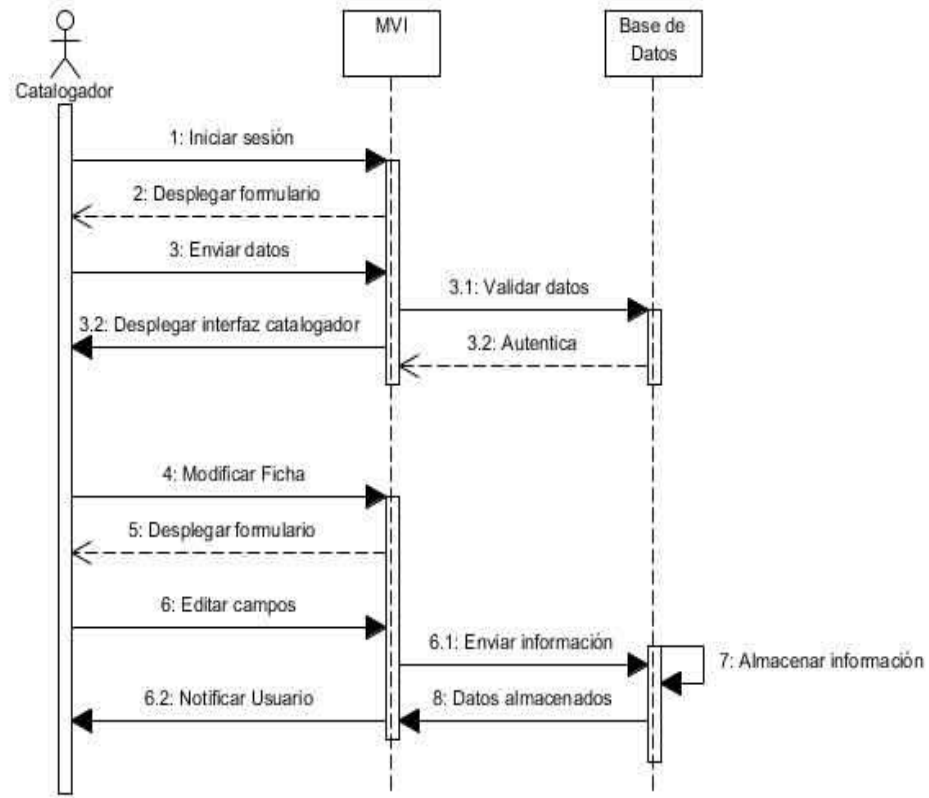 MVI
Base de
Datos
Catalogador
1: Iniciar sesión
2: Desplegar formulario
3: Enviar datos
3.1: Validar datos
3.2: Desplegar interfaz catalogador
3.2: Autentica
4: Modificar Ficha
5: Desplegar formulario
6: Editar campos
6.1: Enviar información
7: Almacenar información
6.2: Notificar Usuario
8: Datos almacenados